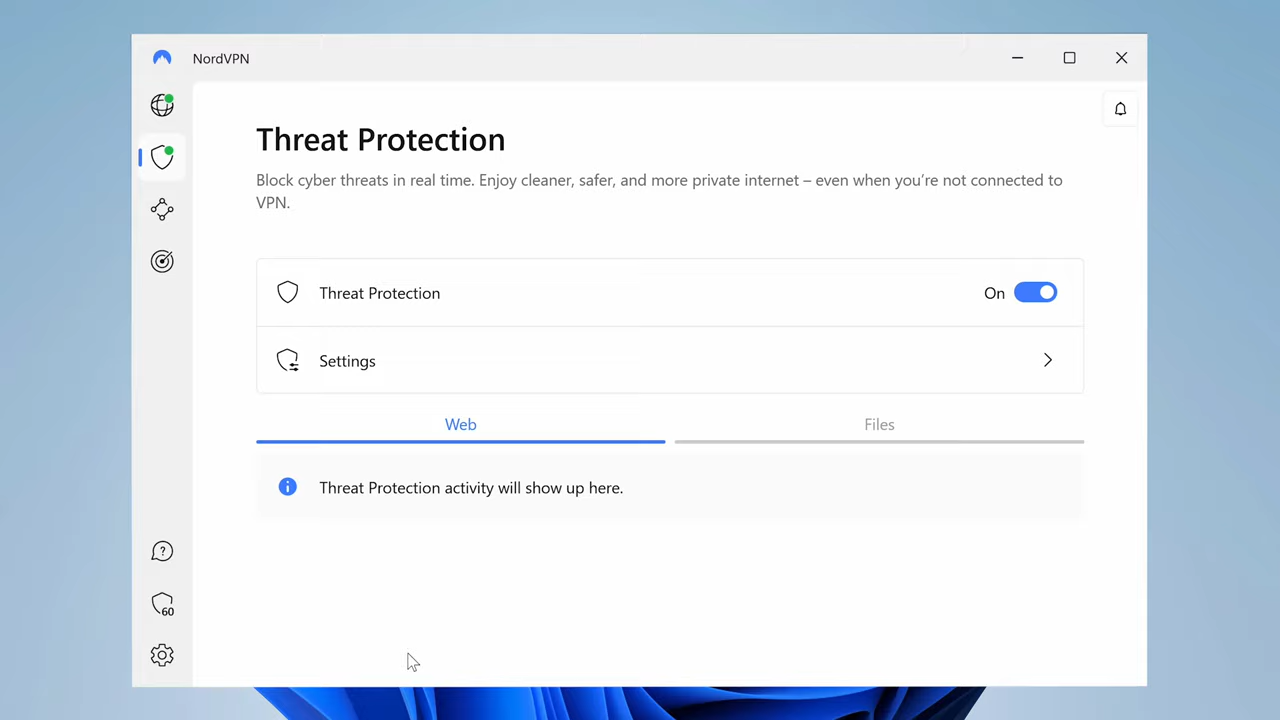 NordVPN
Threat Protection
Block cyber threats in real time. Enjoy cleaner, safer, and more private internet – even when you’re not connected to
VPN.
Threat Protection
On
Settings
Web
Files
Threat Protection activity will show up here.
?
60